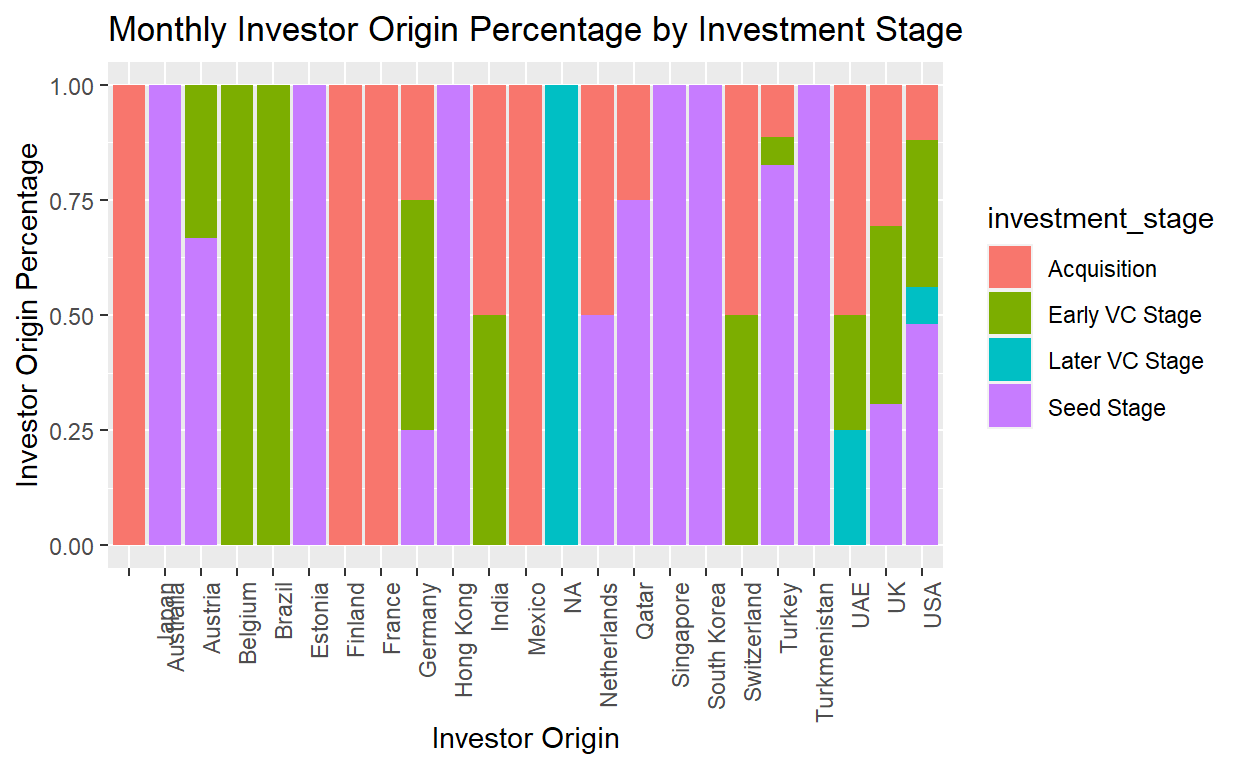 Monthly Investor Origin Percentage by Investment Stage
Investor Origin Percentage
1.00
0.75
0.50
0.25
0.00
Japan
Australia
Austria
Belgium
Brazil
Estonia
Finland
France
Germany
Hong Kong
India
Mexico
NA
Netherlands
Qatar
Singapore
South Korea
Switzerland
Turkey
Turkmenistan
UAE
UK
USA
Investor Origin
investment_stage
Acquisition
Early VC Stage
Later VC Stage
Seed Stage